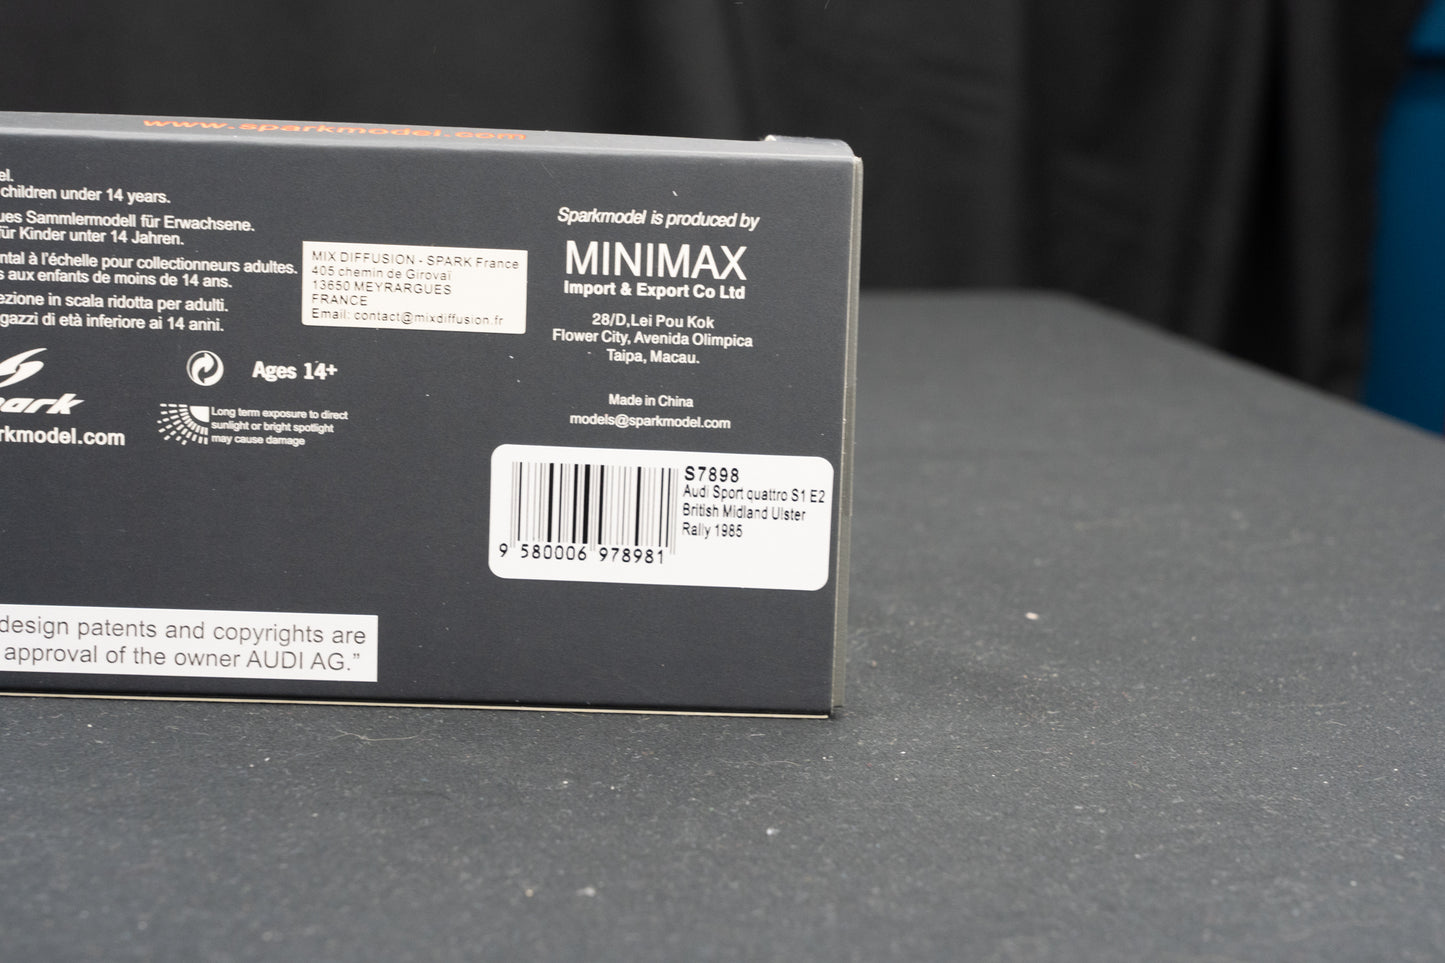 www.sparkmodel.com
el.
children under 14 years.
ues Sammlermodell für Erwachsene.
für Kinder unter 14 Jahren.
ntal à l'échelle pour collectionneurs adultes.
s aux enfants de moins de 14 ans.
ezione in scala ridotta per adulti.
gazzi di età inferiore ai 14 anni.
MIX DIFFUSION - SPARK France
405 chemin de Girovaï
13650 MEYRARGUES
FRANCE
Email: contact@mixdiffusion.fr
Sparkmodel is produced by
MINIMAX
Import & Export Co Ltd
28/D,Lei Pou Kok
Flower City, Avenida Olimpica
Taipa, Macau.
Made in China
models@sparkmodel.com
Ages 14+
park
rkmodel.com
Long term exposure to direct
sunlight or bright spotlight
may cause damage
S7898
Audi Sport quattro S1 E2
British Midland Ulster
Rally 1985
9 580006 978981
design patents and copyrights are
approval of the owner AUDI AG."